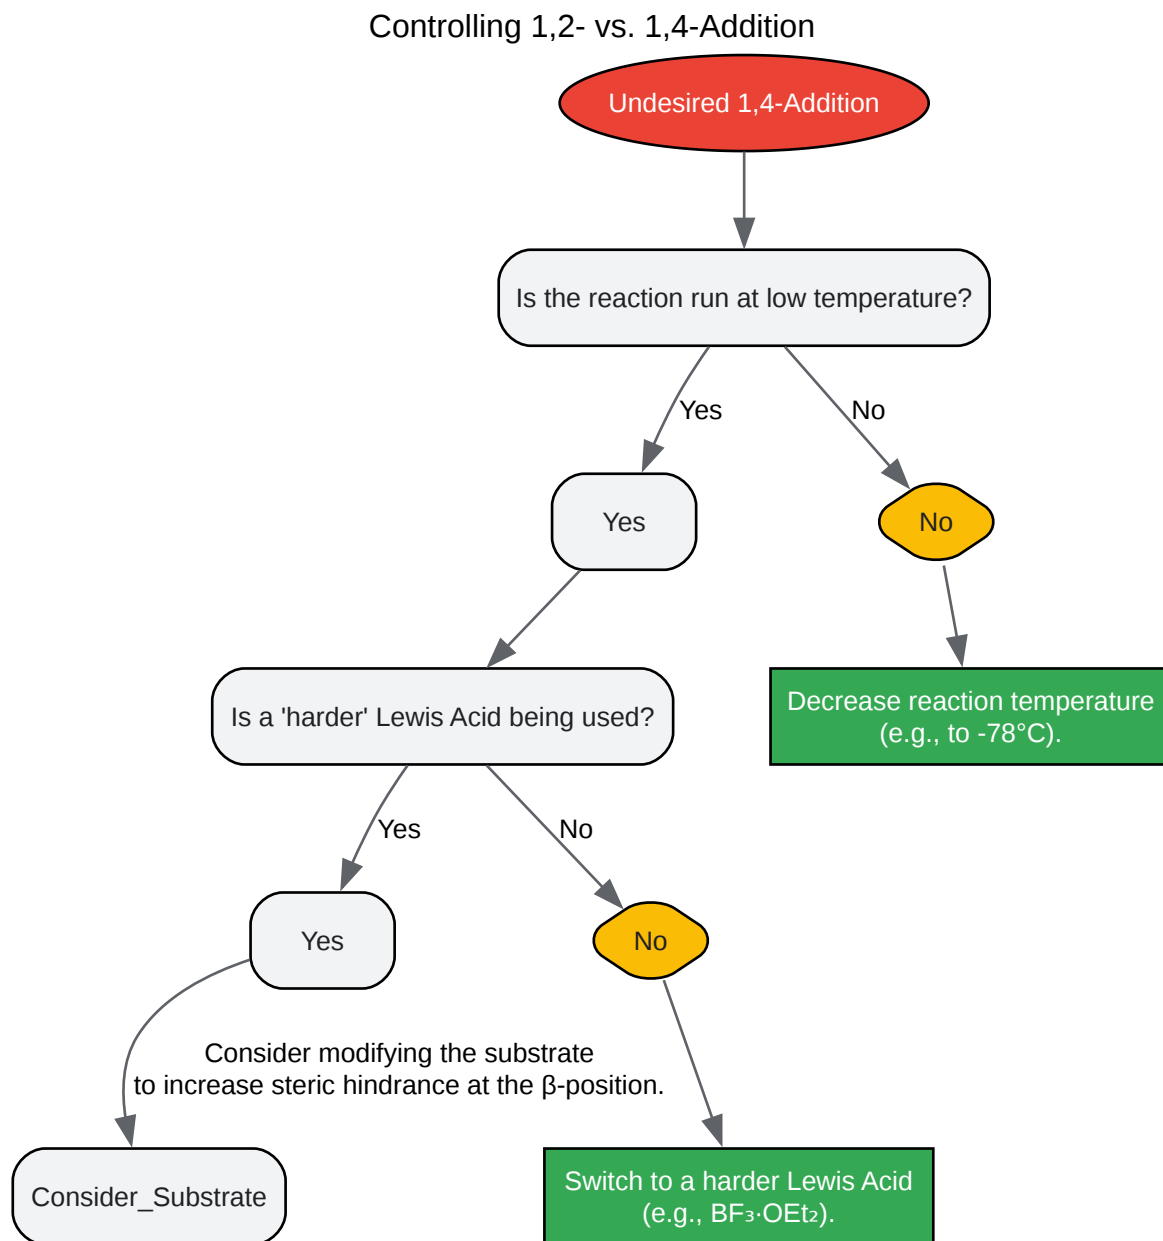 Controlling 1,2- vs. 1,4-Addition
Undesired 1,4-Addition
Is the reaction run at low temperature?
Yes
No
Yes
No
Is a 'harder' Lewis Acid being used?
Decrease reaction temperature
(e.g., to -78°C).
Yes
No
Yes
No
Consider modifying the substrate
to increase steric hindrance at the β-position.
Consider_Substrate
Switch to a harder Lewis Acid
(e.g., BF₃·OEt₂).